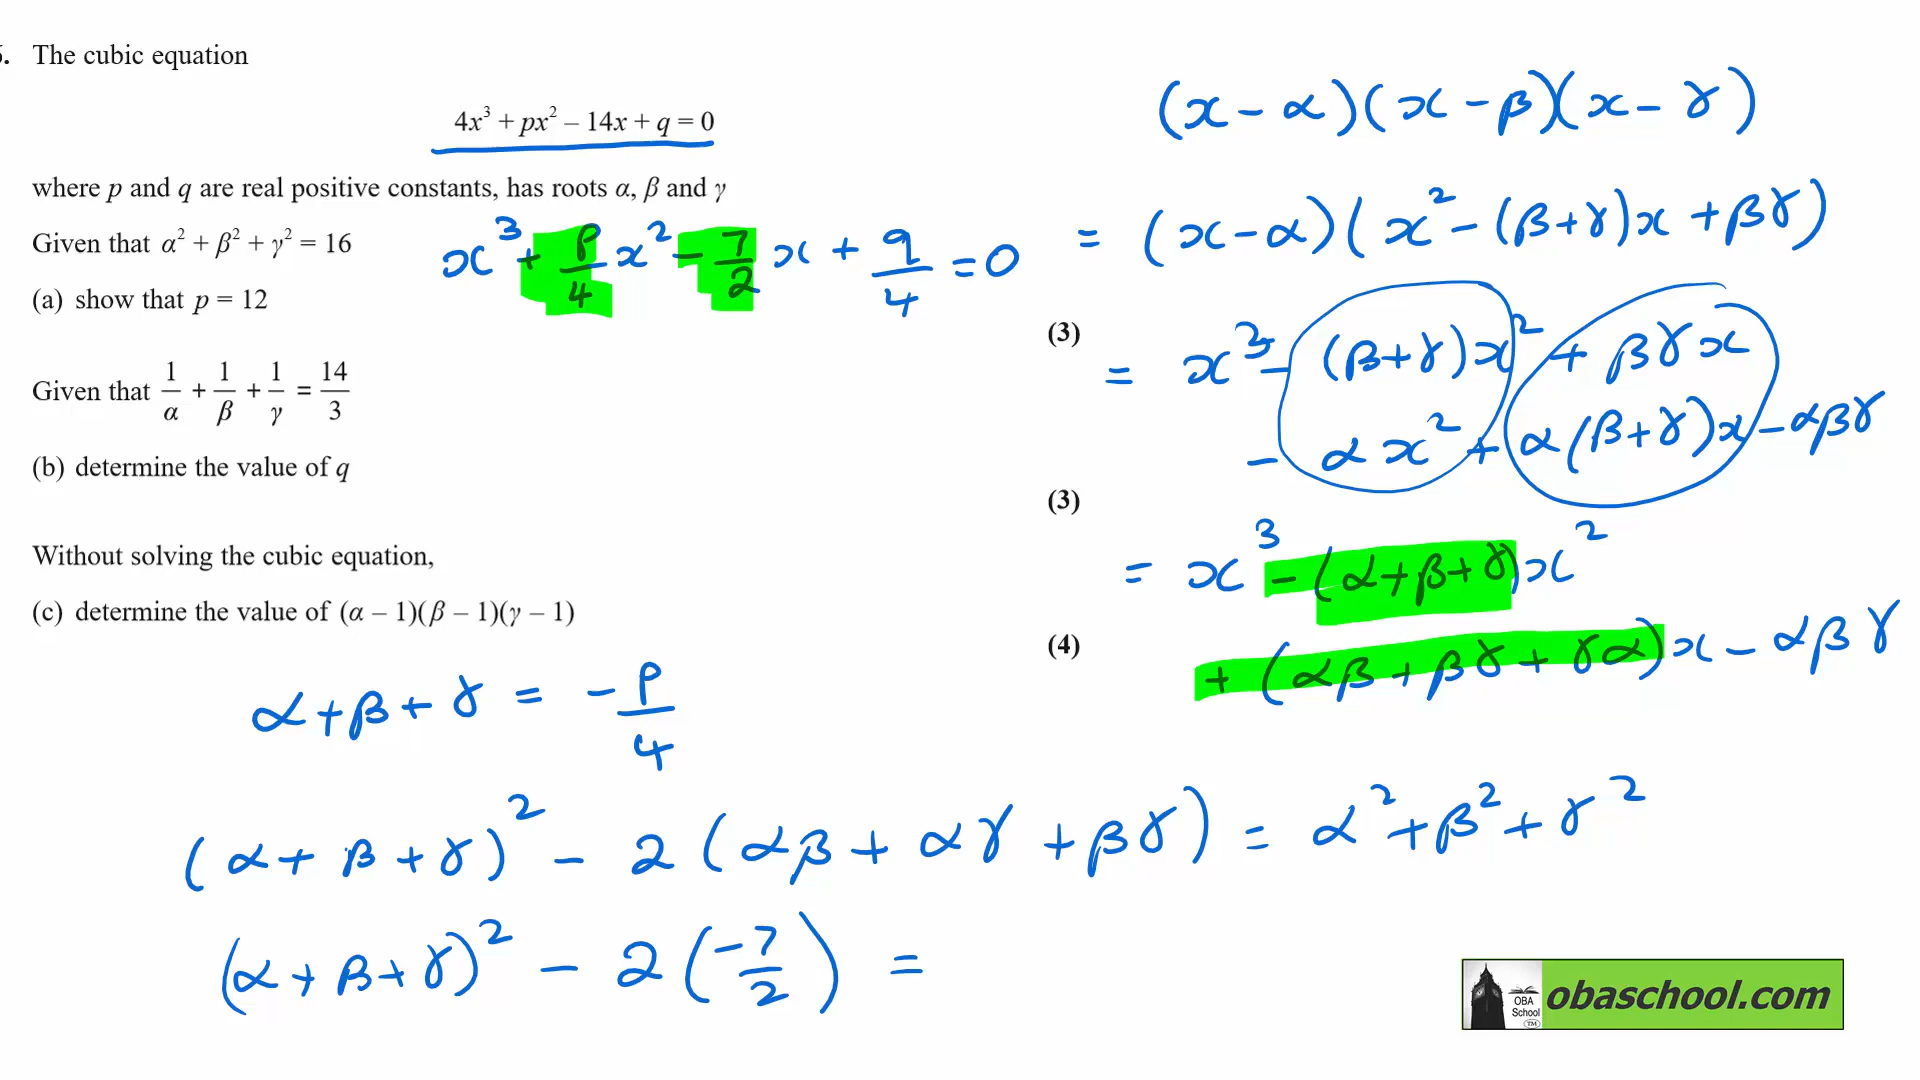 5. The cubic equation
4x³ + px² – 14x + q = 0
where p and q are real positive constants, has roots α, β and γ
Given that α² + β² + γ² = 16
x³ + p/4 x² - 7/2 x + q/4 = 0
(a) show that p = 12
(3)
Given that 1/α + 1/β + 1/γ = 14/3
(b) determine the value of q
(3)
Without solving the cubic equation,
(c) determine the value of (α – 1)(β – 1)(γ – 1)
(4)
(x - α)(x - β)(x - γ)
= (x - α)(x² - (β+γ)x + βγ)
= x³ - (β+γ)x² + βγx
- αx² + α(β+γ)x - αβγ
= x³ - (α+β+γ)x²
+ (αβ+βγ+γα)x - αβγ
α+β+γ = - p/4
(α+β+γ)² - 2(αβ + αγ + βγ) = α² + β² + γ²
(α+β+γ)² - 2(-7/2) =
OBA
School
TM
obaschool.com